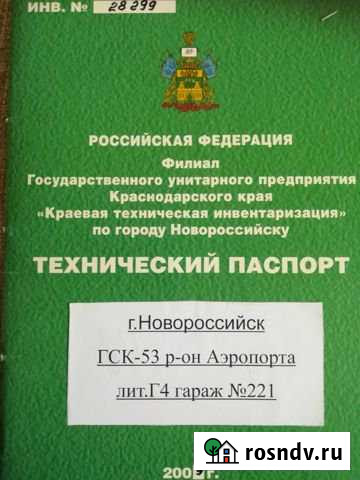 ИНВ. № 28299
РОССИЙСКАЯ ФЕДЕРАЦИЯ
Филиал
Государственного унитарного предприятия
Краснодарского края
«Краевая техническая инвентаризация»
по городу Новороссийску
ТЕХНИЧЕСКИЙ ПАСПОРТ
г.Новороссийск
ГСК-53 р-он Аэропорта
лит.Г4 гараж №221
г.
rosndv.ru